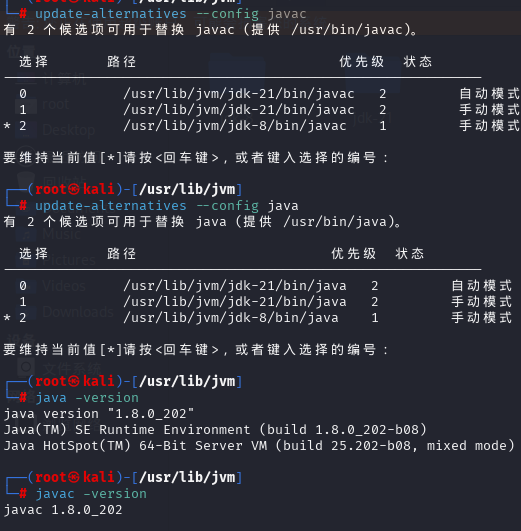 └─# update-alternatives --config javac
有 2 个候选项可用于替换 javac (提供 /usr/bin/javac)。
选择 路径 优先级 状态
------------------------------------------------------------
0 /usr/lib/jvm/jdk-21/bin/javac 2 自动模式
1 /usr/lib/jvm/jdk-21/bin/javac 2 手动模式
* 2 /usr/lib/jvm/jdk-8/bin/javac 1 手动模式
要维持当前值[*]请按<回车键>，或者键入选择的编号：
┌──(root㉿kali)-[/usr/lib/jvm]
└─# update-alternatives --config java
有 2 个候选项可用于替换 java (提供 /usr/bin/java)。
选择 路径 优先级 状态
------------------------------------------------------------
0 /usr/lib/jvm/jdk-21/bin/java 2 自动模式
1 /usr/lib/jvm/jdk-21/bin/java 2 手动模式
* 2 /usr/lib/jvm/jdk-8/bin/java 1 手动模式
要维持当前值[*]请按<回车键>，或者键入选择的编号：
┌──(root㉿kali)-[/usr/lib/jvm]
└─# java -version
java version "1.8.0_202"
Java(TM) SE Runtime Environment (build 1.8.0_202-b08)
Java HotSpot(TM) 64-Bit Server VM (build 25.202-b08, mixed mode)
┌──(root㉿kali)-[/usr/lib/jvm]
└─# javac -version
javac 1.8.0_202
root
Desktop
Music
Pictures
Videos
Downloads
文件系统